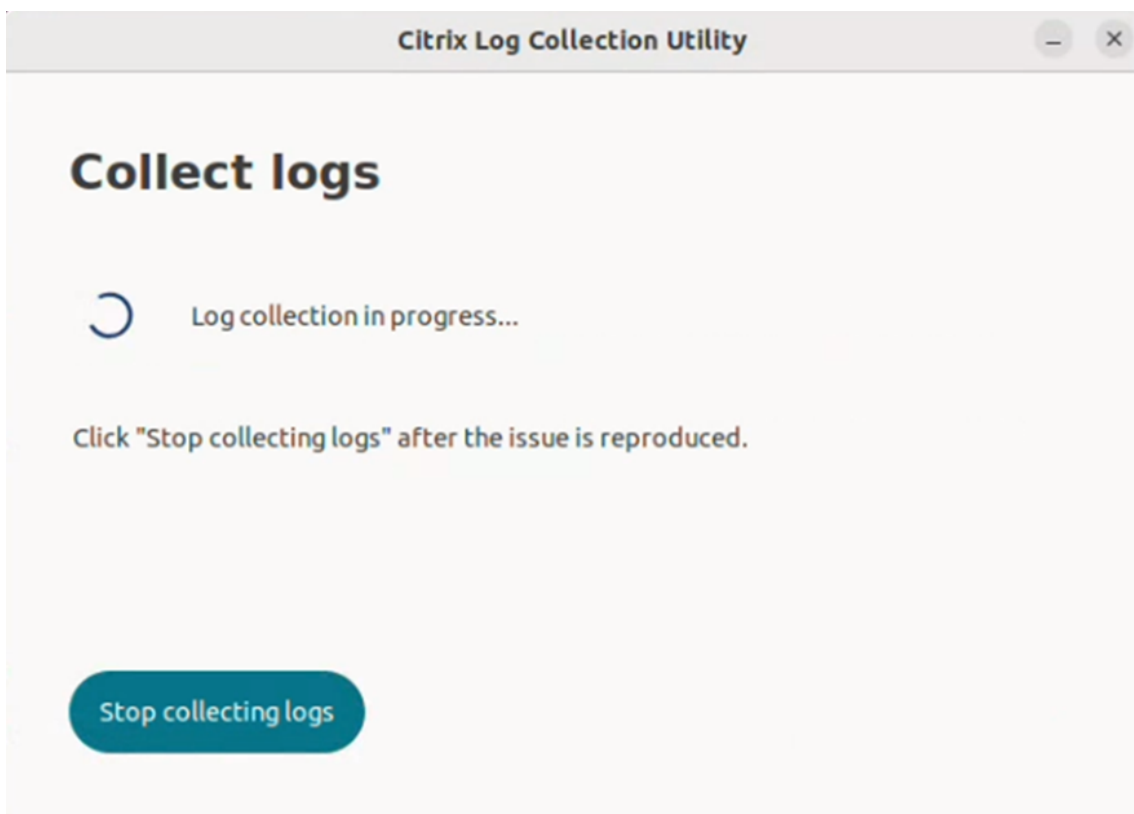 Citrix Log Collection Utility
Collect logs
Log collection in progress...
Click "Stop collecting logs" after the issue is reproduced.
Stop collecting logs